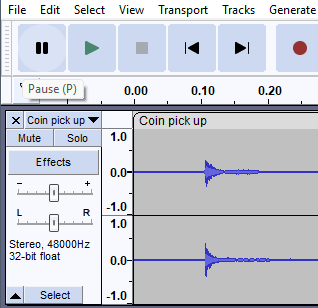 File Edit Select View Transport Tracks Generate
Pause (P)
0.00 0.10 0.20
Coin pick up Coin pick up
Mute Solo
Effects
- +
L R
Stereo, 48000Hz
32-bit float
Select
1.0
0.0
-1.0
1.0
0.0
-1.0